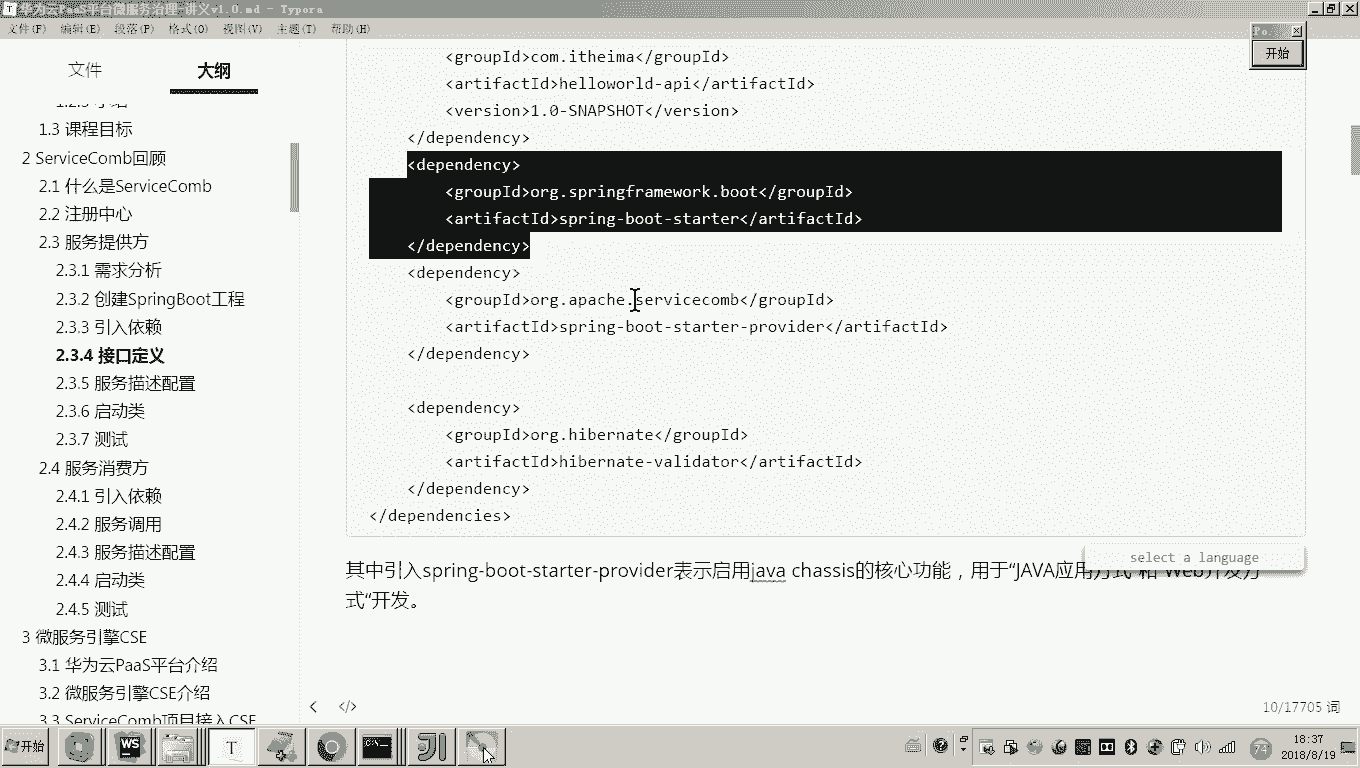 华为云PaaS平台微服务治理-讲义v1.0.md - Typora
文件(F) 编辑(E) 段落(P) 格式(O) 视图(V) 主题(T) 帮助(H)
开始
文件 大纲
1.3 课程目标
2 ServiceComb回顾
2.1 什么是ServiceComb
2.2 注册中心
2.3 服务提供方
2.3.1 需求分析
2.3.2 创建SpringBoot工程
2.3.3 引入依赖
2.3.4 接口定义
2.3.5 服务描述配置
2.3.6 启动类
2.3.7 测试
2.4 服务消费方
2.4.1 引入依赖
2.4.2 服务调用
2.4.3 服务描述配置
2.4.4 启动类
2.4.5 测试
3 微服务引擎CSE
3.1 华为云PaaS平台介绍
3.2 微服务引擎CSE介绍
3.3 ServiceComb项目接入CSE
<groupId>com.itheima</groupId>
<artifactId>helloworld-api</artifactId>
<version>1.0-SNAPSHOT</version>
</dependency>
<dependency>
<groupId>org.springframework.boot</groupId>
<artifactId>spring-boot-starter</artifactId>
</dependency>
<dependency>
<groupId>org.apache.servicecomb</groupId>
<artifactId>spring-boot-starter-provider</artifactId>
</dependency>
<dependency>
<groupId>org.hibernate</groupId>
<artifactId>hibernate-validator</artifactId>
</dependency>
</dependencies>
select a language
其中引入spring-boot-starter-provider表示启用java chassis的核心功能，用于“JAVA应用方式”和“Web开发方
式“开发。
10/17705 词
开始
WS
T
74
18:37
2018/8/19